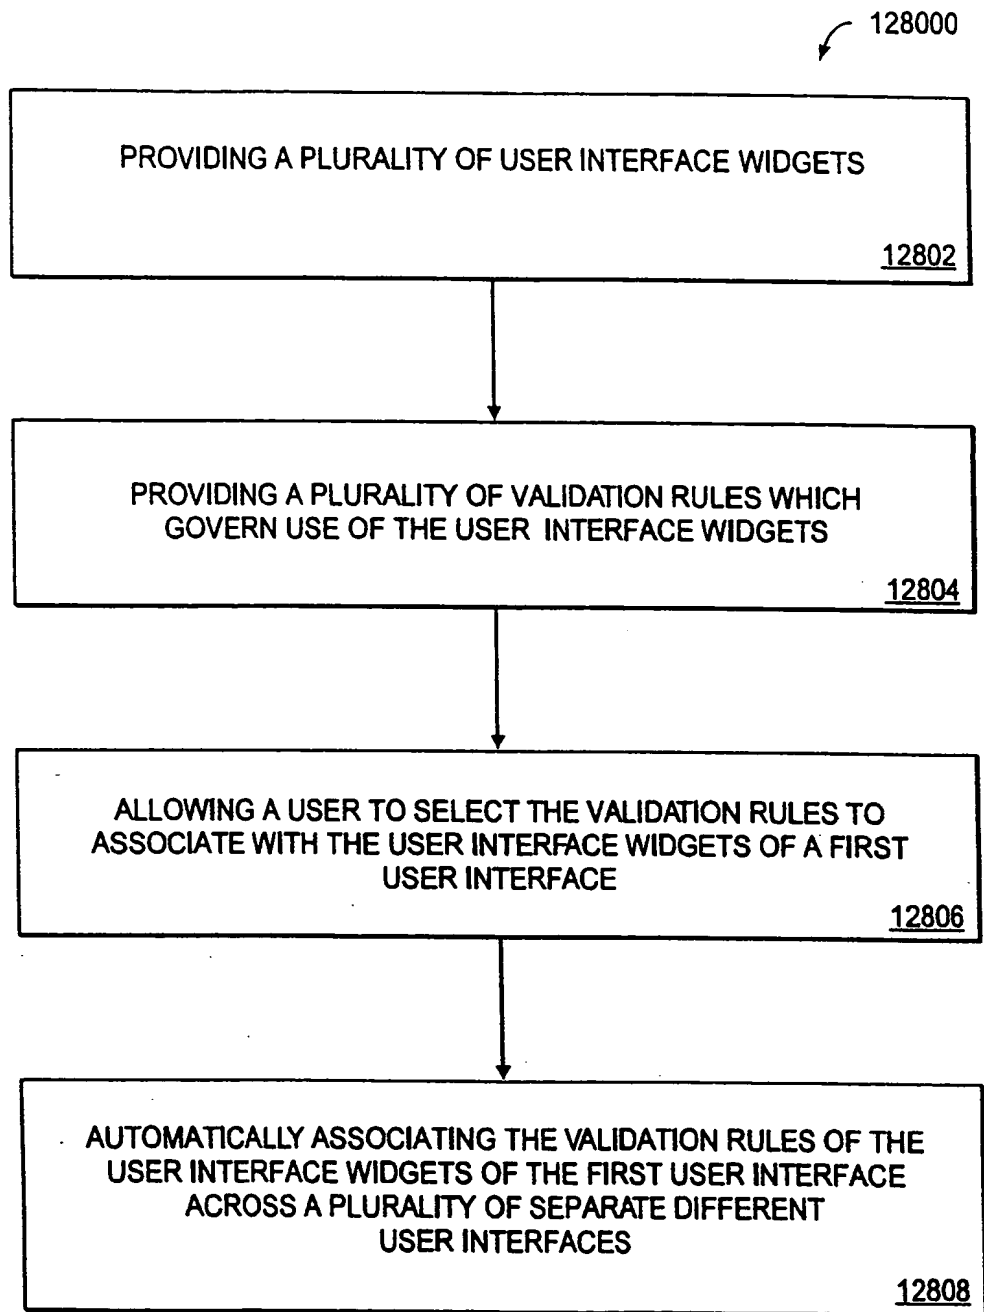 128000
PROVIDING A PLURALITY OF USER INTERFACE WIDGETS
12802
PROVIDING A PLURALITY OF VALIDATION RULES WHICH
GOVERN USE OF THE USER INTERFACE WIDGETS
12804
ALLOWING A USER TO SELECT THE VALIDATION RULES TO
ASSOCIATE WITH THE USER INTERFACE WIDGETS OF A FIRST
USER INTERFACE
12806
AUTOMATICALLY ASSOCIATING THE VALIDATION RULES OF THE
USER INTERFACE WIDGETS OF THE FIRST USER INTERFACE
ACROSS A PLURALITY OF SEPARATE DIFFERENT
USER INTERFACES
12808